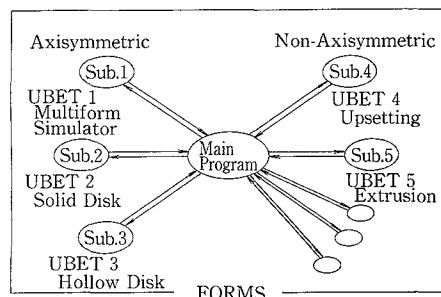 Axisymmetric
Non-Axisymmetric
Sub.1
Sub.4
UBET 1
Multiform
Simulator
UBET 4
Upsetting
Main
Program
Sub.2
Sub.5
UBET 2
Solid Disk
UBET 5
Extrusion
Sub.3
UBET 3
Hollow Disk
FORMS